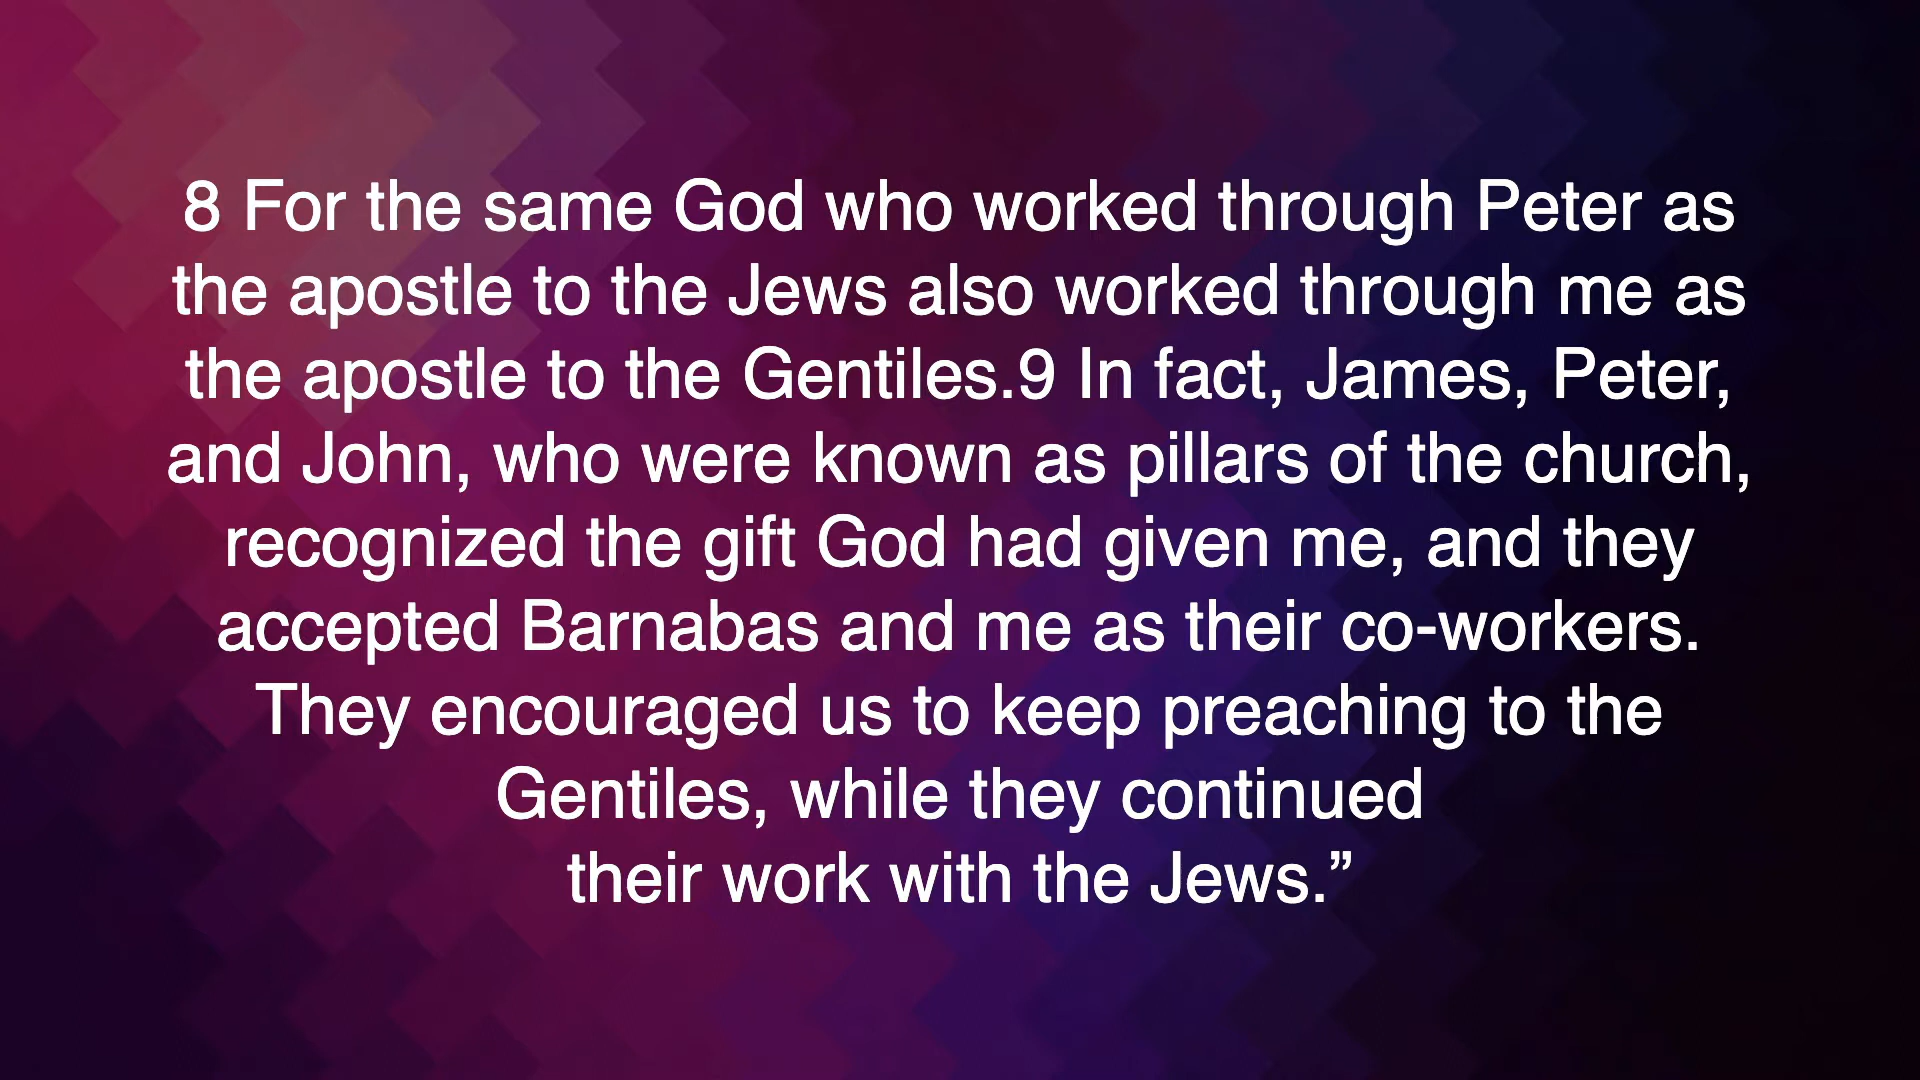 8 For the same God who worked through Peter as
the apostle to the Jews also worked through me as
the apostle to the Gentiles.9 In fact, James, Peter,
and John, who were known as pillars of the church,
recognized the gift God had given me, and they
accepted Barnabas and me as their co-workers.
They encouraged us to keep preaching to the
Gentiles, while they continued
their work with the Jews.”